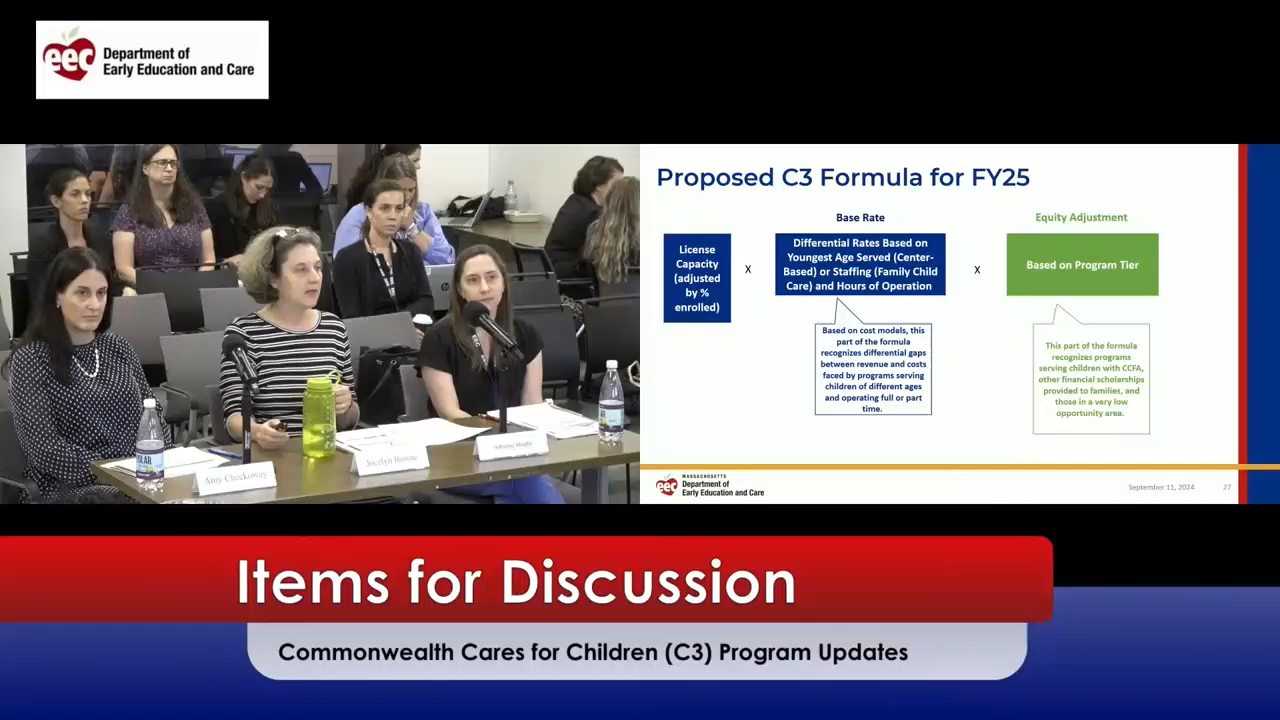 eec
Department of
Early Education and Care
Proposed C3 Formula for FY25
Base Rate
Equity Adjustment
License
Capacity
(adjusted
by %
enrolled)
X
Differential Rates Based on
Youngest Age Served (Center-
Based) or Staffing (Family Child
Care) and Hours of Operation
X
Based on Program Tier
Based on cost models, this
part of the formula
recognizes differential gaps
between revenue and costs
faced by programs serving
children of different ages
and operating full or part
time.
This part of the formula
recognizes programs
serving children with CCFA,
other financial scholarships
provided to families, and
those in a very low
opportunity area.
Amy Checkoway
Jocelyn
eec
MASSACHUSETTS
Department of
Early Education and Care
September 11, 2024
27
Items for Discussion
Commonwealth Cares for Children (C3) Program Updates